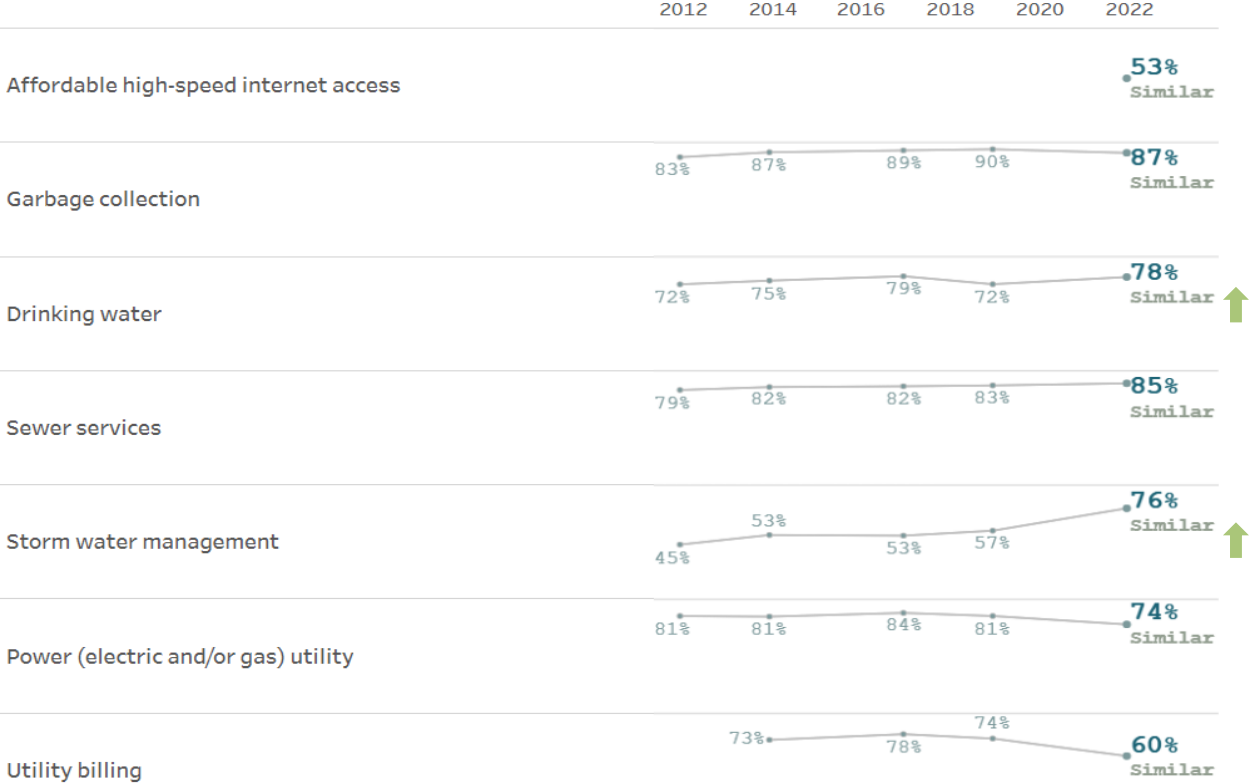 2012 2014 2016 2018 2020 2022
Affordable high-speed internet access
53%
Similar
Garbage collection
83% 87% 89% 90% 87%
Similar
Drinking water
72% 75% 79% 72% 78%
Similar
Sewer services
79% 82% 82% 83% 85%
Similar
Storm water management
45% 53% 53% 57% 76%
Similar
Power (electric and/or gas) utility
81% 81% 84% 81% 74%
Similar
Utility billing
73% 78% 74% 60%
Similar